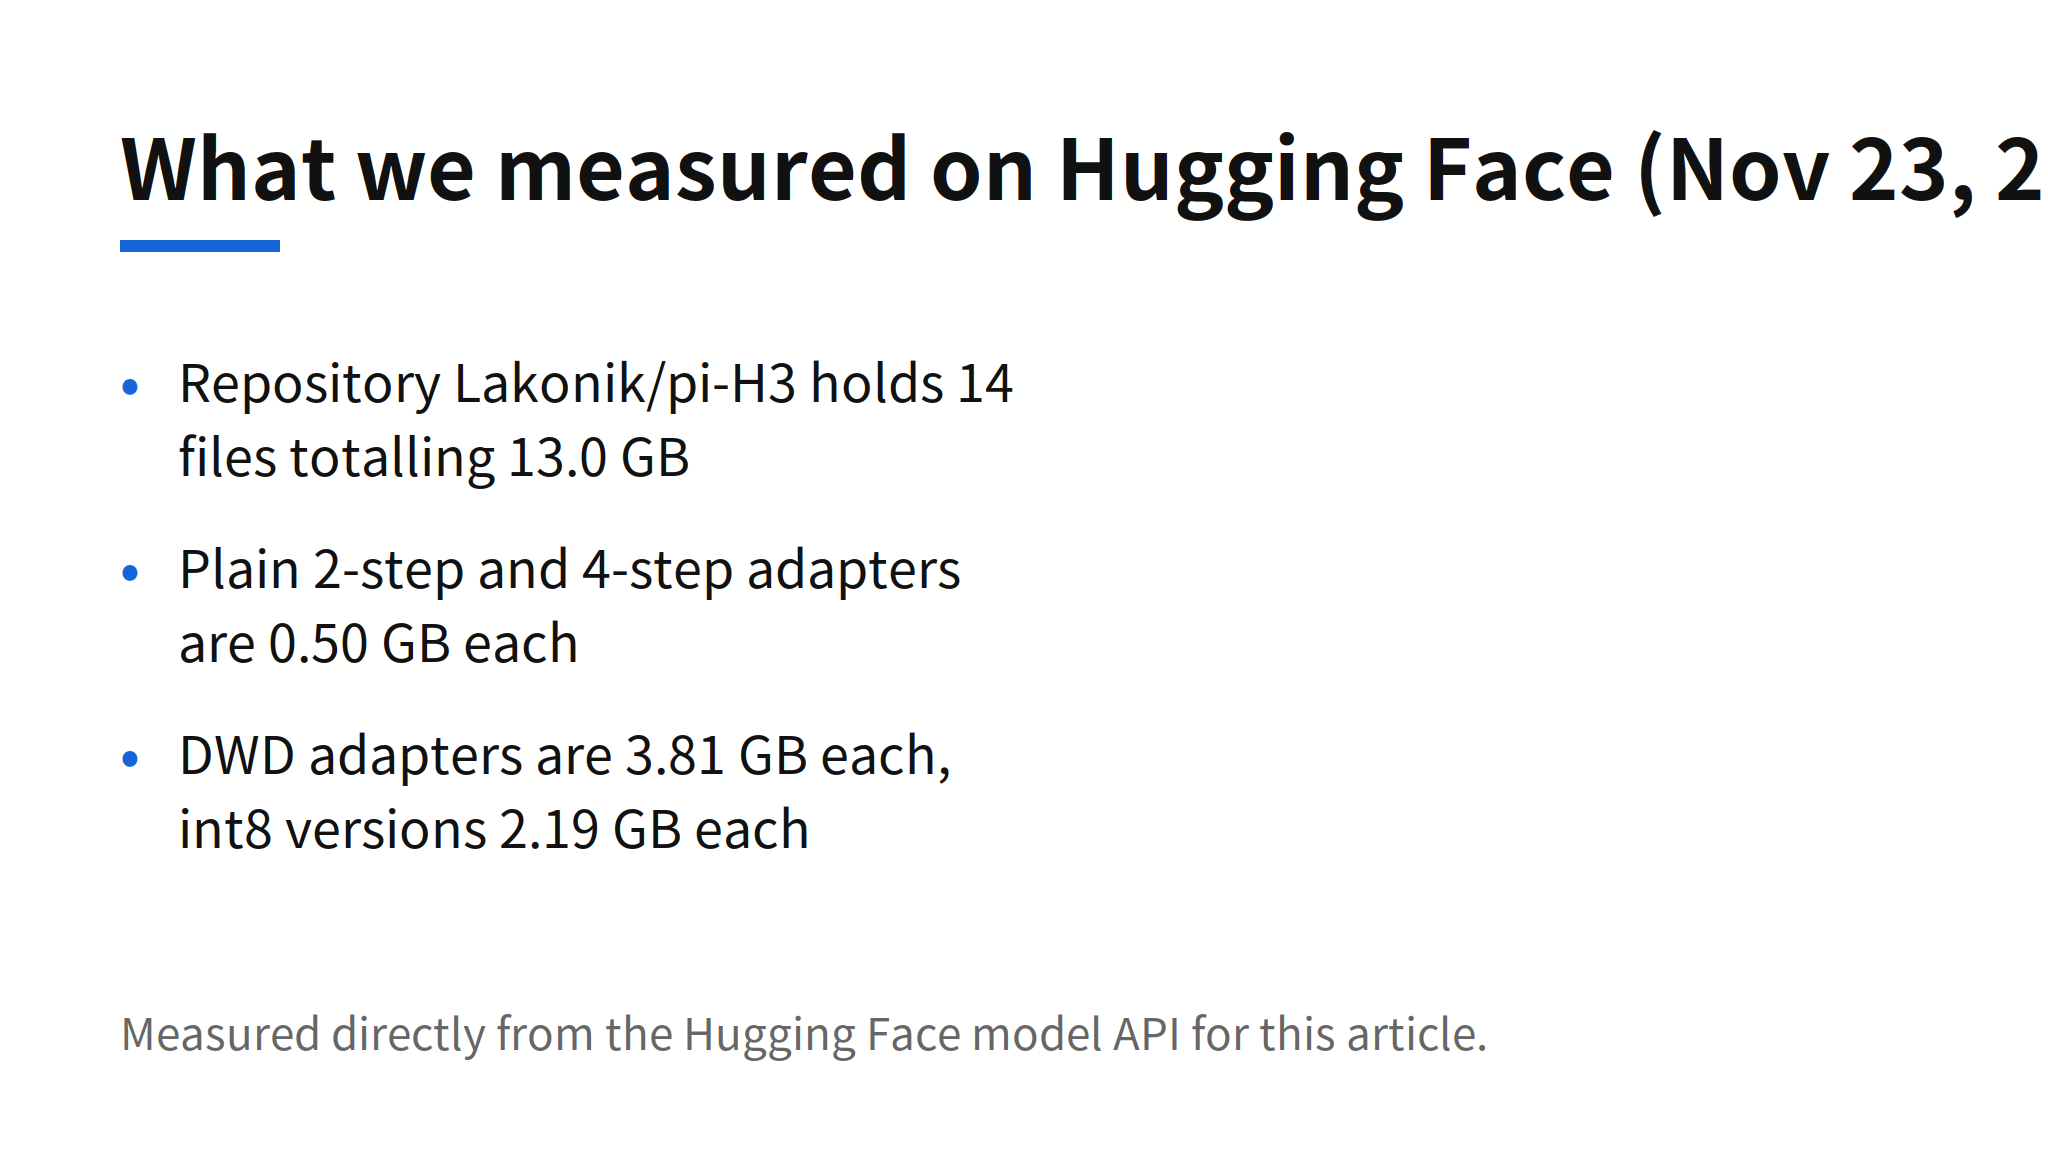 What we measured on Hugging Face (Nov 23, 2
• Repository Lakonik/pi-H3 holds 14
files totalling 13.0 GB
• Plain 2-step and 4-step adapters
are 0.50 GB each
• DWD adapters are 3.81 GB each,
int8 versions 2.19 GB each
Measured directly from the Hugging Face model API for this article.